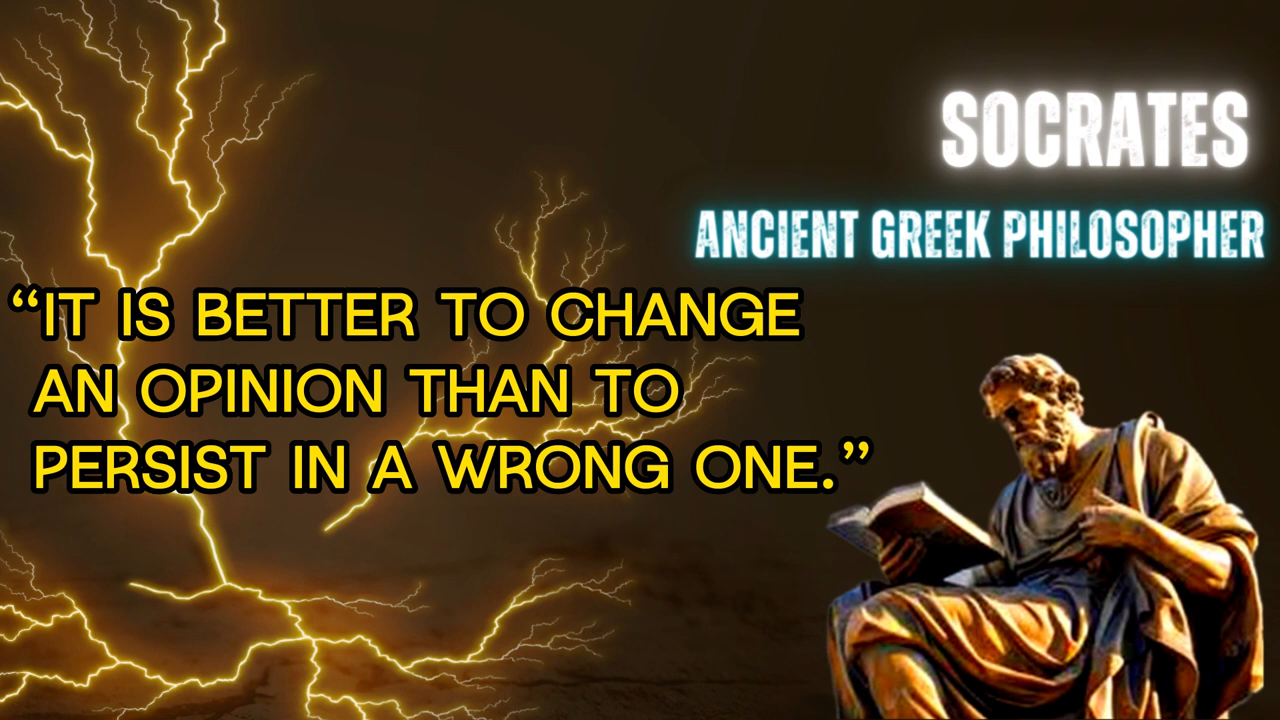 SOCRATES
ANCIENT GREEK PHILOSOPHER
“IT IS BETTER TO CHANGE
AN OPINION THAN TO
PERSIST IN A WRONG ONE.”